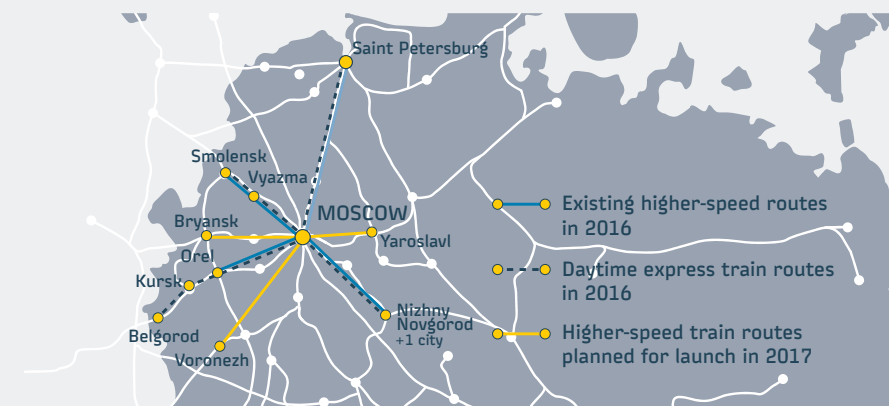 Saint Petersburg
Smolensk
Vyazma
MOSCOW
Bryansk
Yaroslavl
Orel
Kursk
Nizhny
Novgorod
+1 city
Belgorod
Voronezh
Existing higher-speed routes
in 2016
Daytime express train routes
in 2016
Higher-speed train routes
planned for launch in 2017